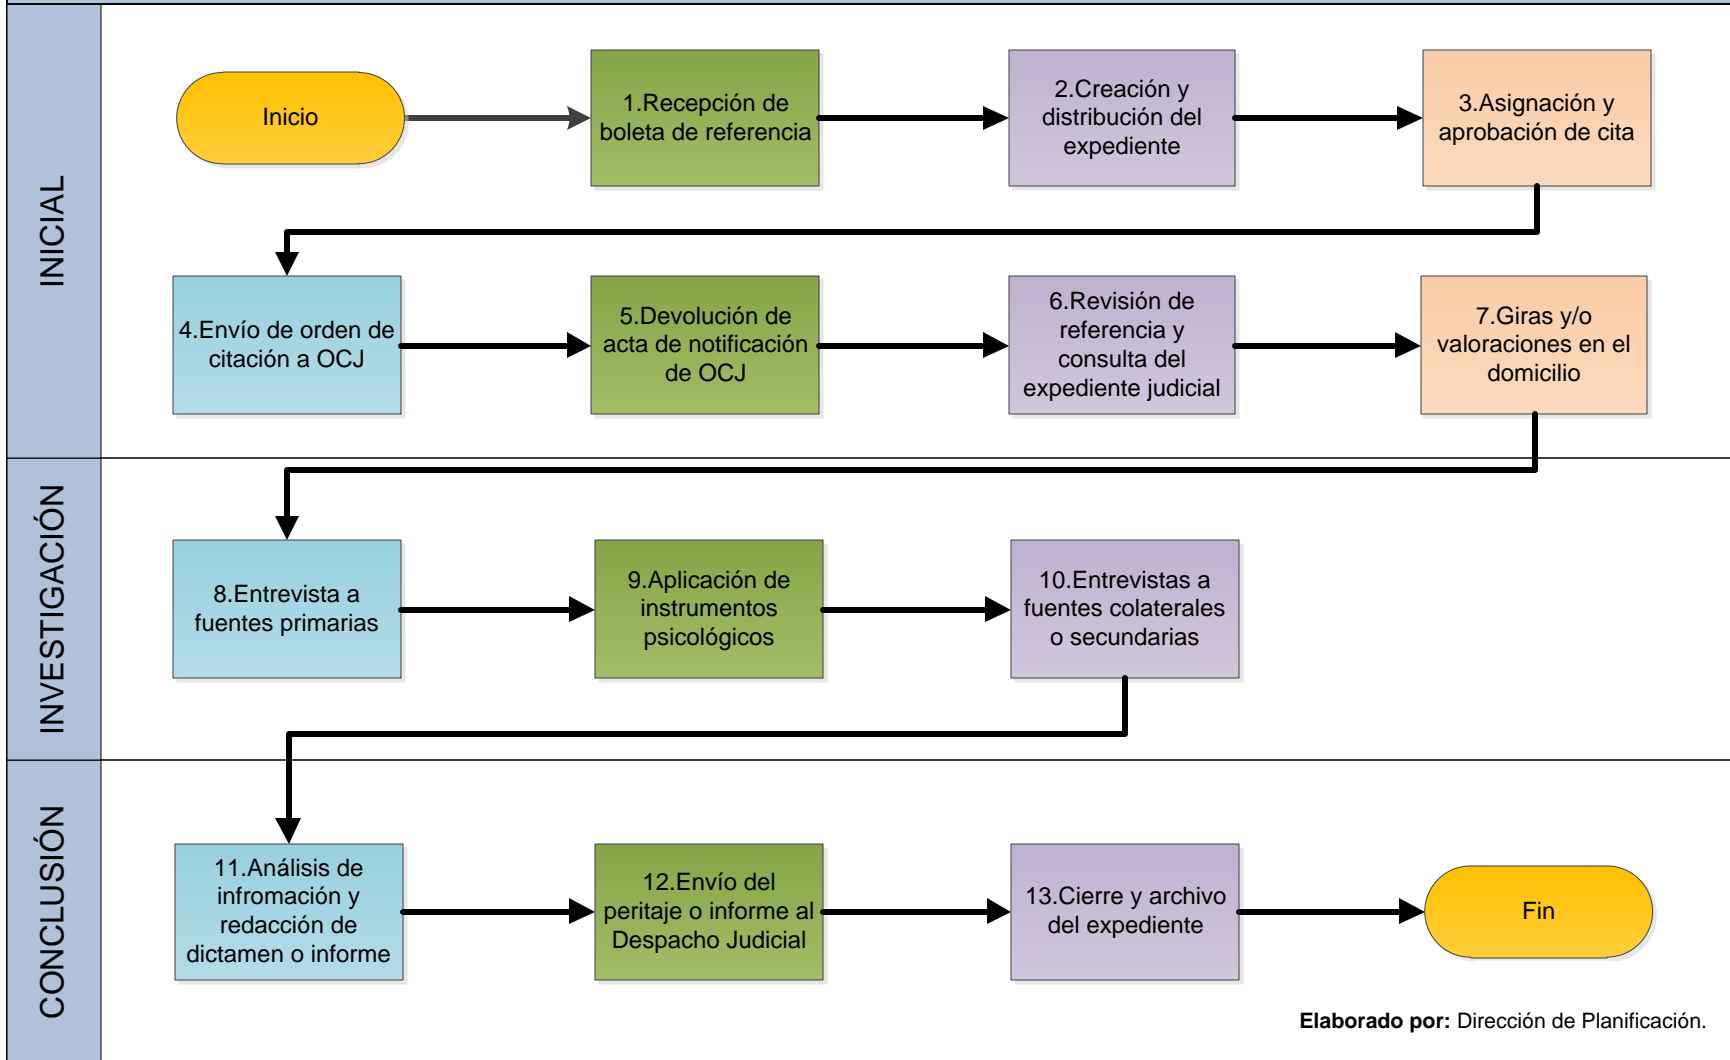 INICIAL
Inicio
1.Recepción de
boleta de referencia
2.Creación y
distribución del
expediente
3.Asignación y
aprobación de cita
4.Envío de orden de
citación a OCJ
5.Devolución de
acta de notificación
de OCJ
6.Revisión de
referencia y
consulta del
expediente judicial
7.Giras y/o
valoraciones en el
domicilio
INVESTIGACIÓN
8.Entrevista a
fuentes primarias
9.Aplicación de
instrumentos
psicológicos
10.Entrevistas a
fuentes colaterales
o secundarias
CONCLUSIÓN
11.Análisis de
infromación y
redacción de
dictamen o informe
12.Envío del
peritaje o informe al
Despacho Judicial
13.Cierre y archivo
del expediente
Fin
Elaborado por: Dirección de Planificación.